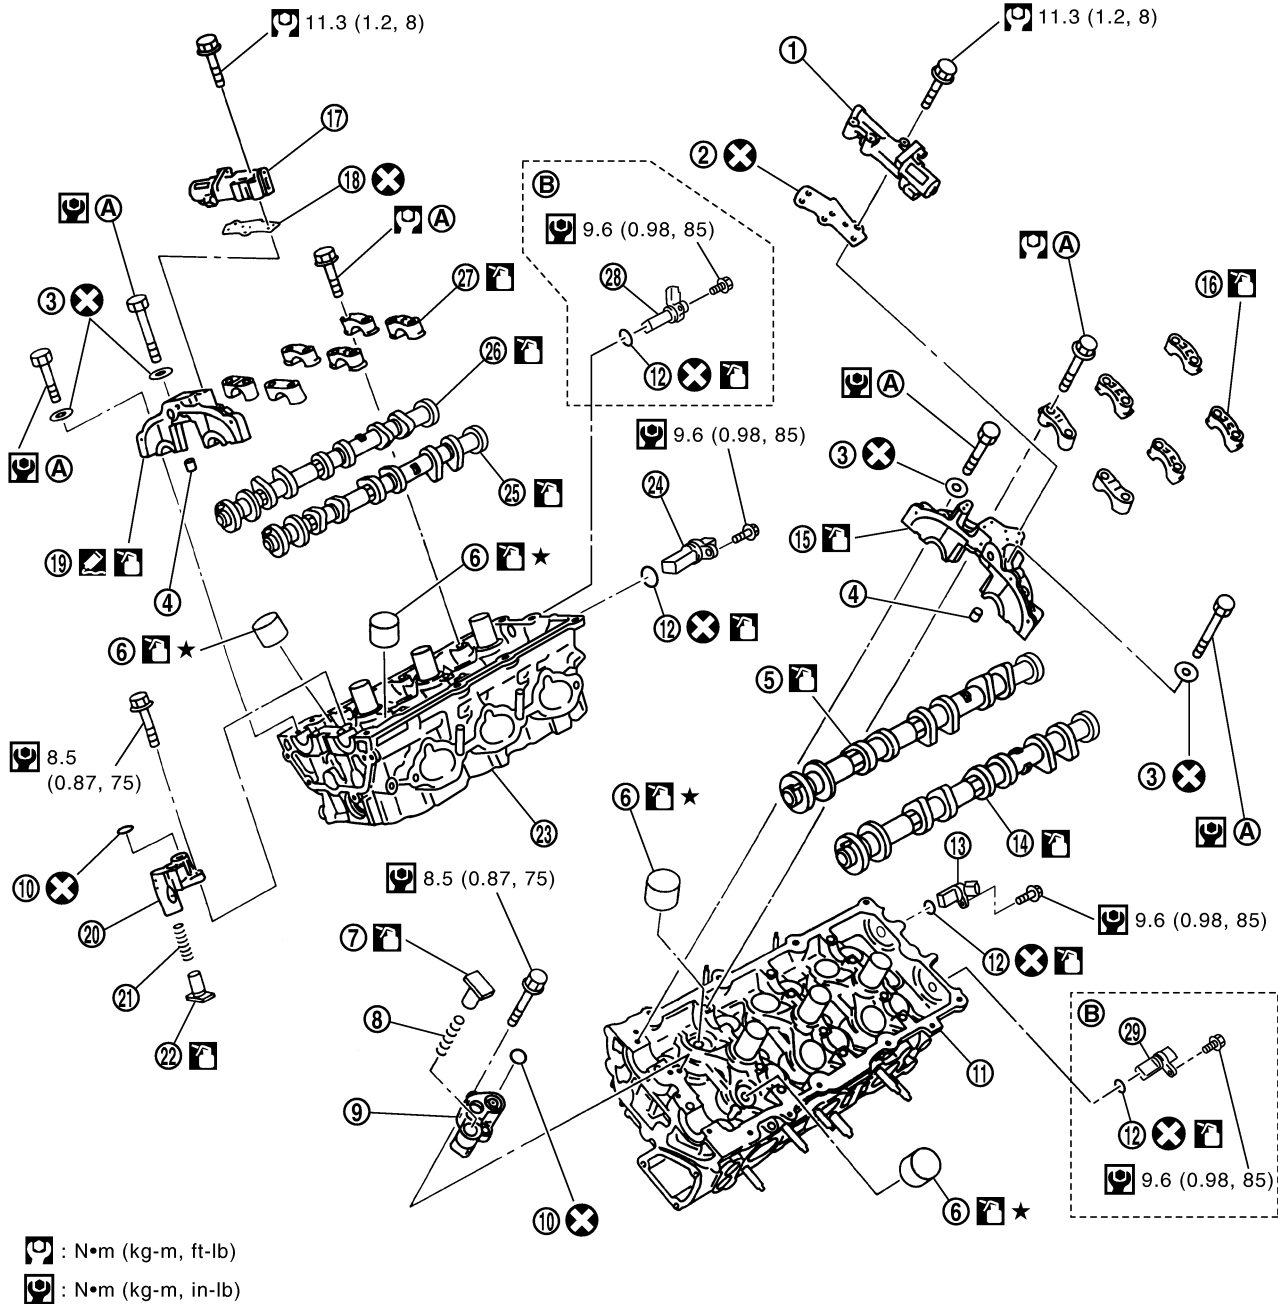 11.3 (1.2, 8)
11.3 (1.2, 8)
1
17
2
18
B
A
A
9.6 (0.98, 85)
A
3
27
28
16
26
12
A
9.6 (0.98, 85)
3
A
24
25
19
6 ★
15
4
4
12
6 ★
5
8.5
(0.87, 75)
6 ★
3
A
23
14
13
10
8.5 (0.87, 75)
9.6 (0.98, 85)
20
7
12
21
8
B
29
22
11
9
12
9.6 (0.98, 85)
10
6 ★
: N•m (kg-m, ft-lb)
: N•m (kg-m, in-lb)